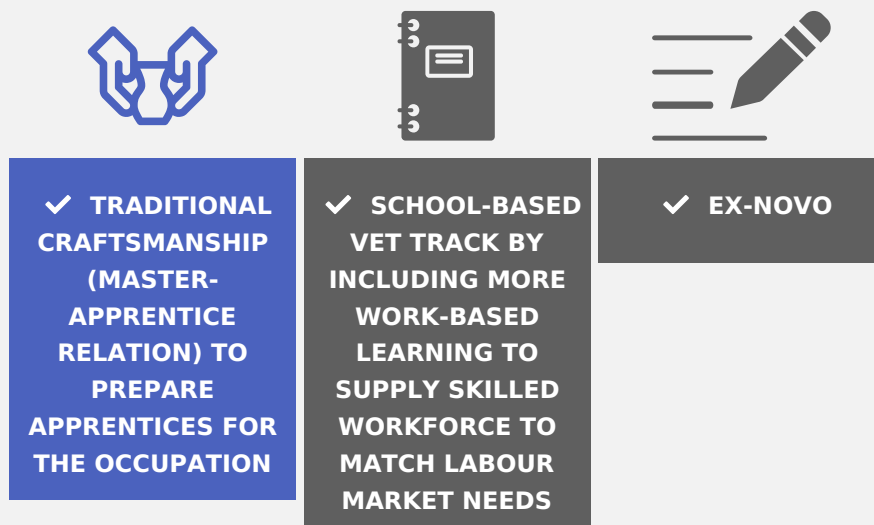 TRADITIONAL
CRAFTSMANSHIP
(MASTER-
APPRENTICE
RELATION) TO
PREPARE
APPRENTICES FOR
THE OCCUPATION
SCHOOL-BASED
VET TRACK BY
INCLUDING MORE
WORK-BASED
LEARNING TO
SUPPLY SKILLED
WORKFORCE TO
MATCH LABOUR
MARKET NEEDS
EX-NOVO